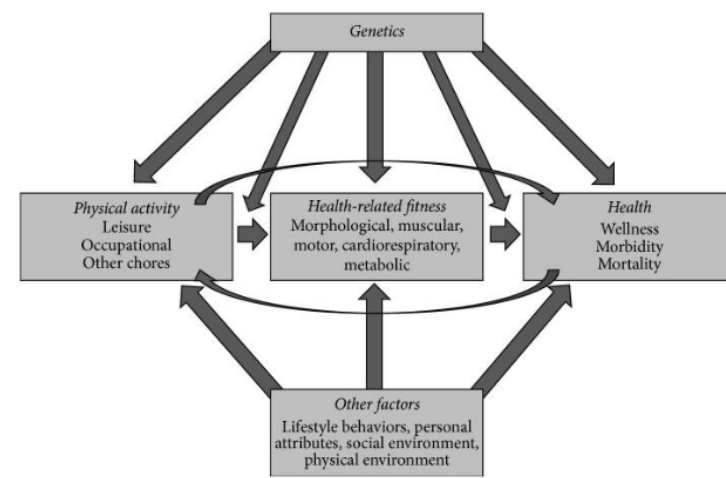 Genetics
Physical activity
Leisure
Occupational
Other chores
Health-related fitness
Morphological, muscular,
motor, cardiorespiratory,
metabolic
Health
Wellness
Morbidity
Mortality
Other factors
Lifestyle behaviors, personal
attributes, social environment,
physical environment